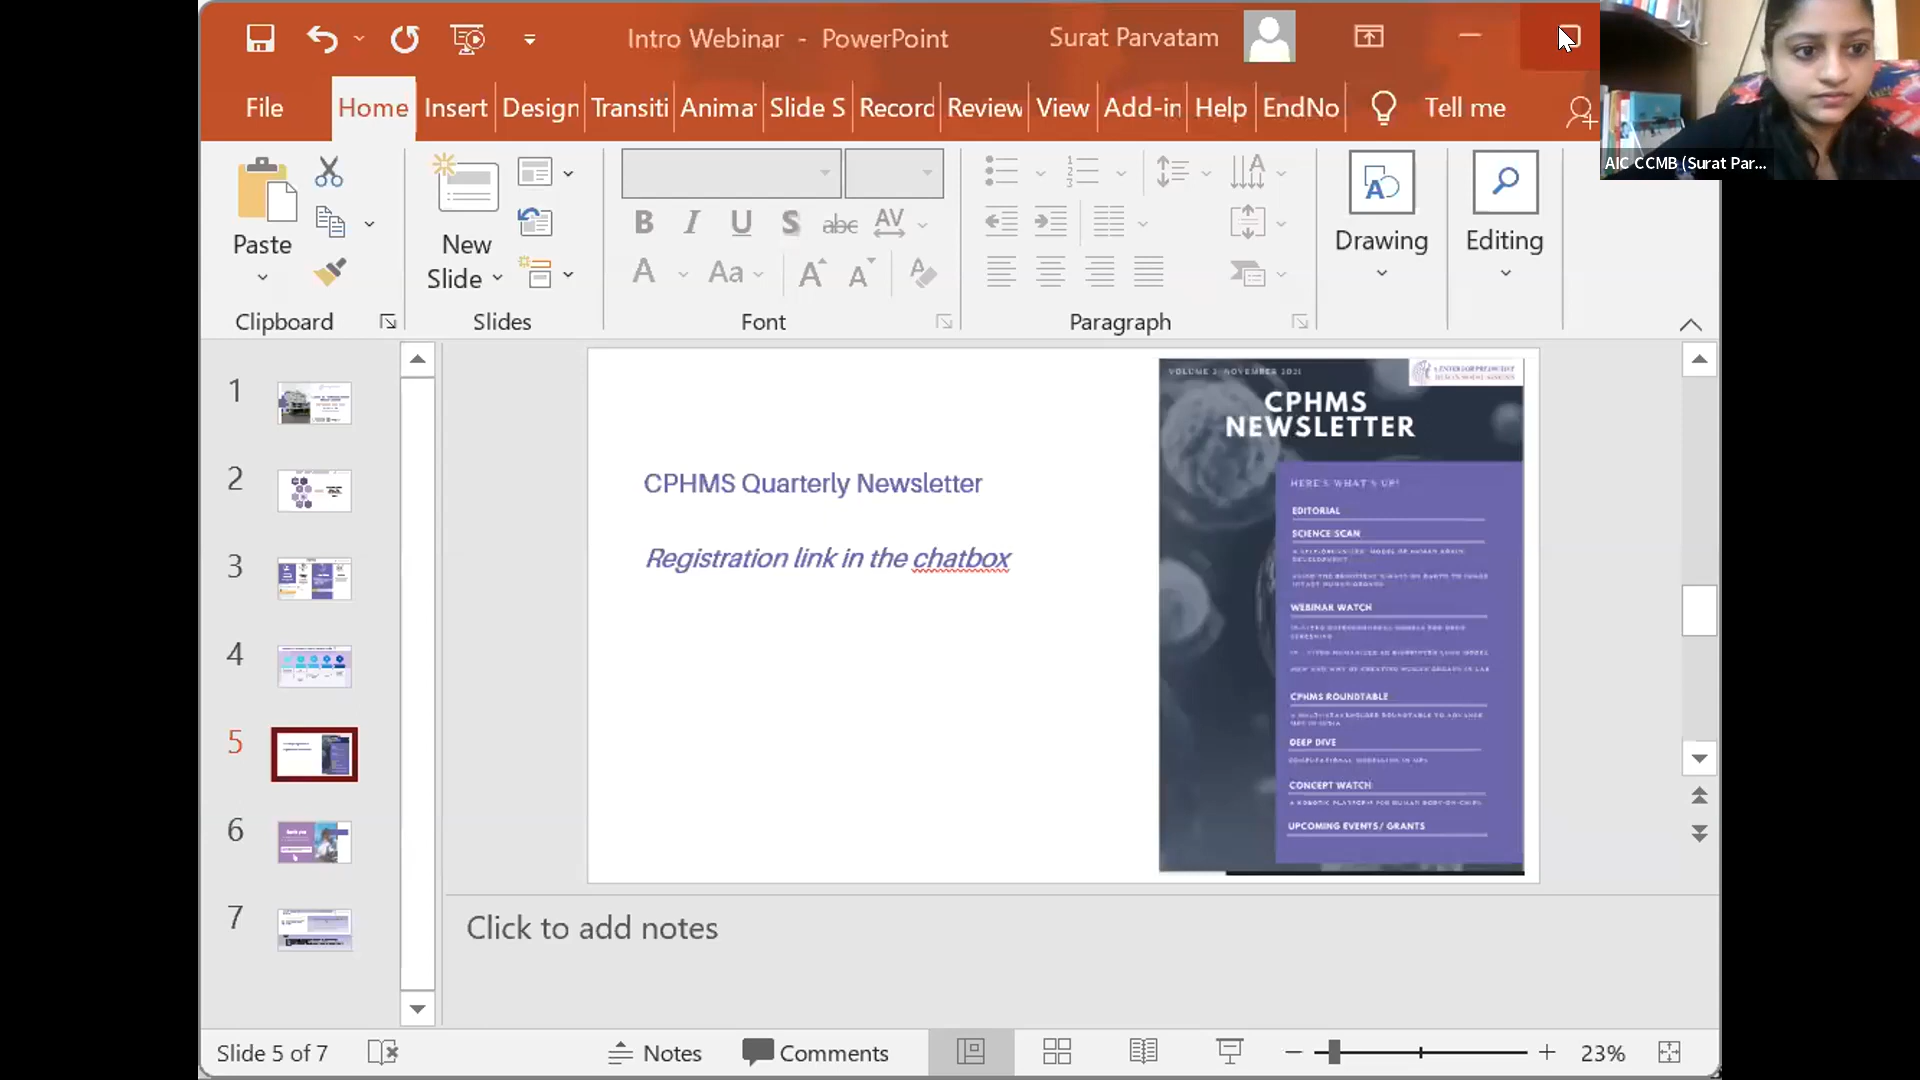 Intro Webinar - PowerPoint
Surat Parvatam
File
Home
Insert
Design
Transiti
Anima
Slide S
Record
Review
View
Add-in
Help
EndNo
Tell me
AIC CCMB (Surat Par...
Paste
New
Slide
Drawing
Editing
Clipboard
Slides
Font
Paragraph
1
2
3
4
5
6
7
CPHMS Quarterly Newsletter
Registration link in the chatbox
VOLUME 2, NOVEMBER 2021
CPHMS
NEWSLETTER
HERE'S WHAT'S UP!
EDITORIAL
SCIENCE SCAN
WEBINAR WATCH
CPHMS ROUNDTABLE
DEEP DIVE
CONCEPT WATCH
UPCOMING EVENTS/ GRANTS
Click to add notes
Slide 5 of 7
Notes
Comments
23%